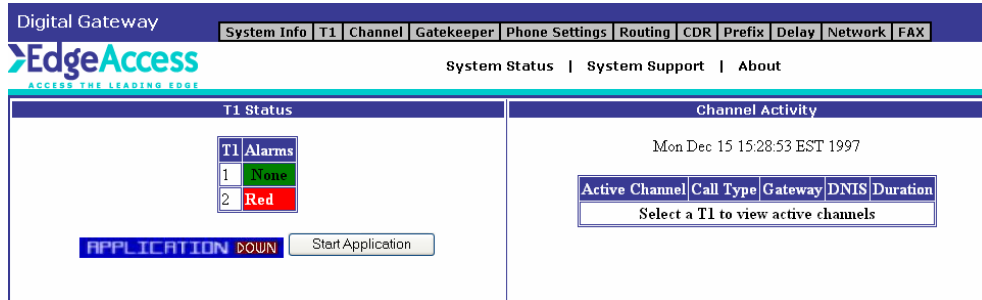 Digital Gateway
System Info T1 Channel Gatekeeper Phone Settings Routing CDR Prefix Delay Network FAX
EdgeAccess
ACCESS THE LEADING EDGE
System Status | System Support | About
T1 Status
T1 Alarms
1 None
2 Red
APPLICATION DOWN Start Application
Channel Activity
Mon Dec 15 15:28:53 EST 1997
Active Channel Call Type Gateway DNIS Duration
Select a T1 to view active channels